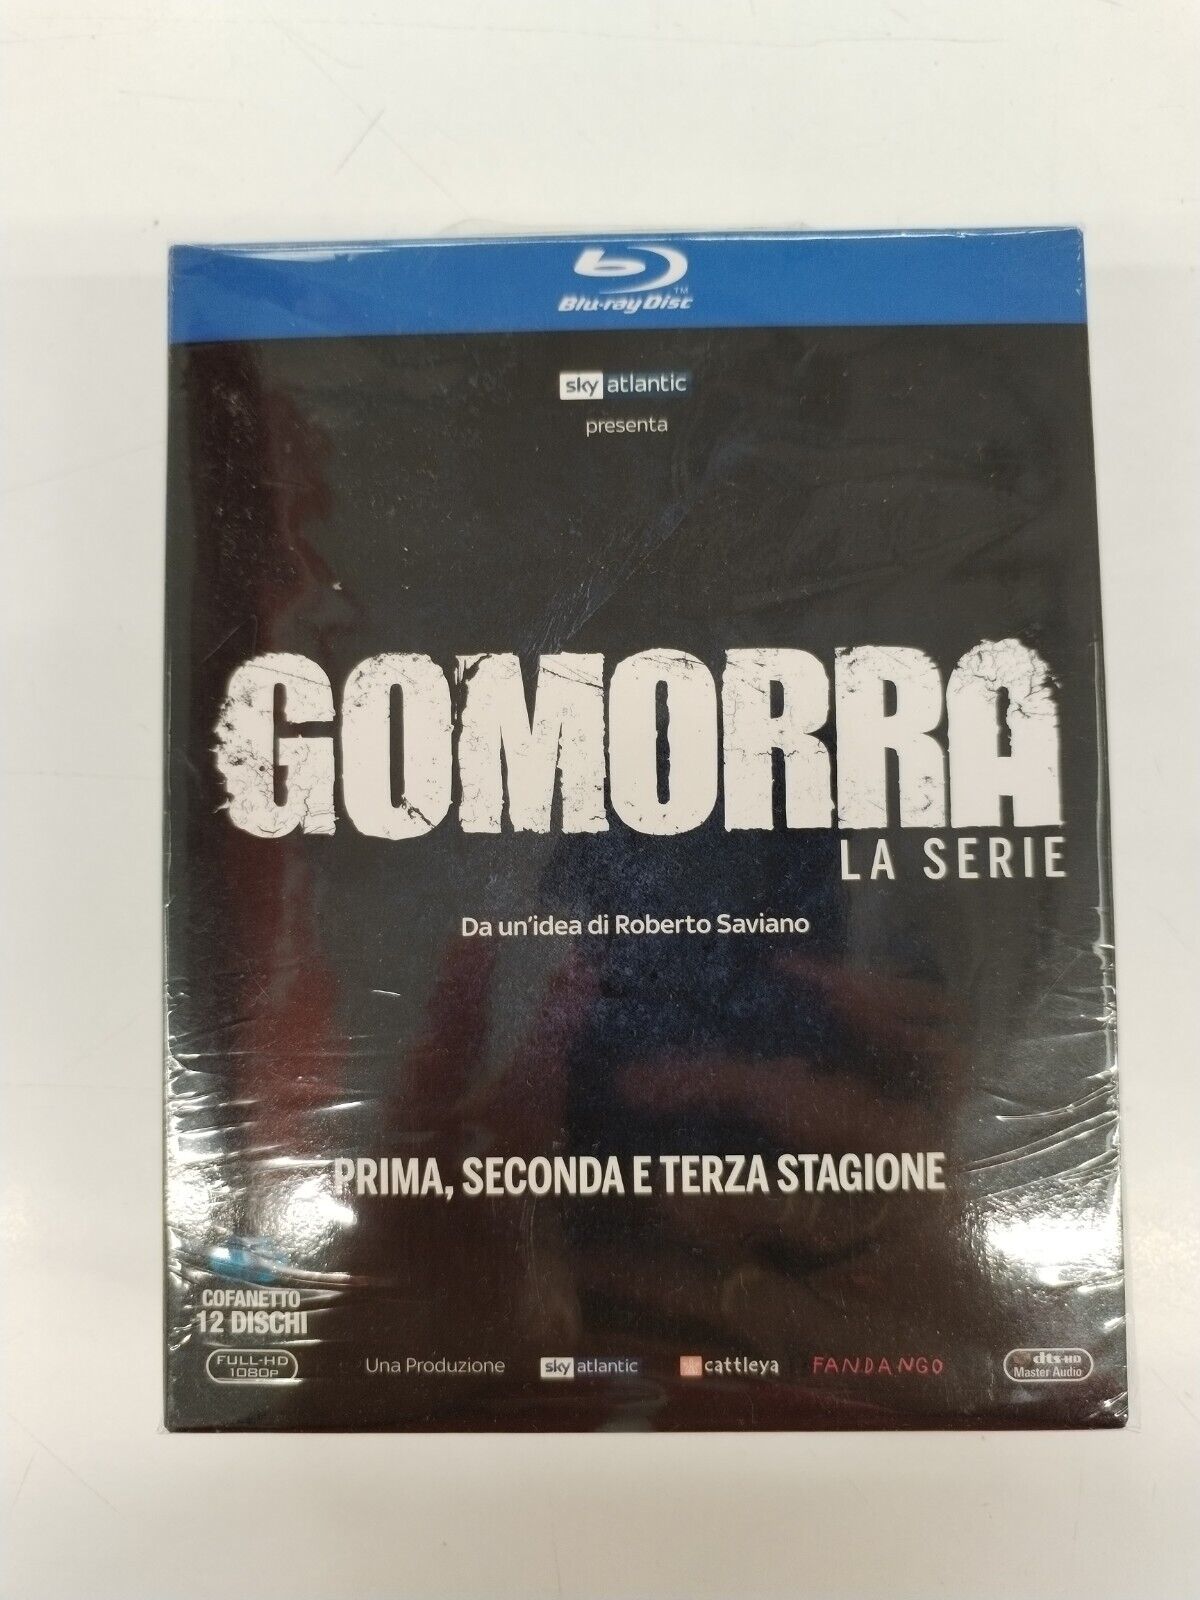 Blu-ray Disc™
sky atlantic
presenta
GOMORRA
LA SERIE
Da un'idea di Roberto Saviano
PRIMA, SECONDA E TERZA STAGIONE
COFANETTO
12 DISCHI
FULL-HD
1080P
Una Produzione
sky atlantic
cattleya
FANDANGO
dts-HD
Master Audio